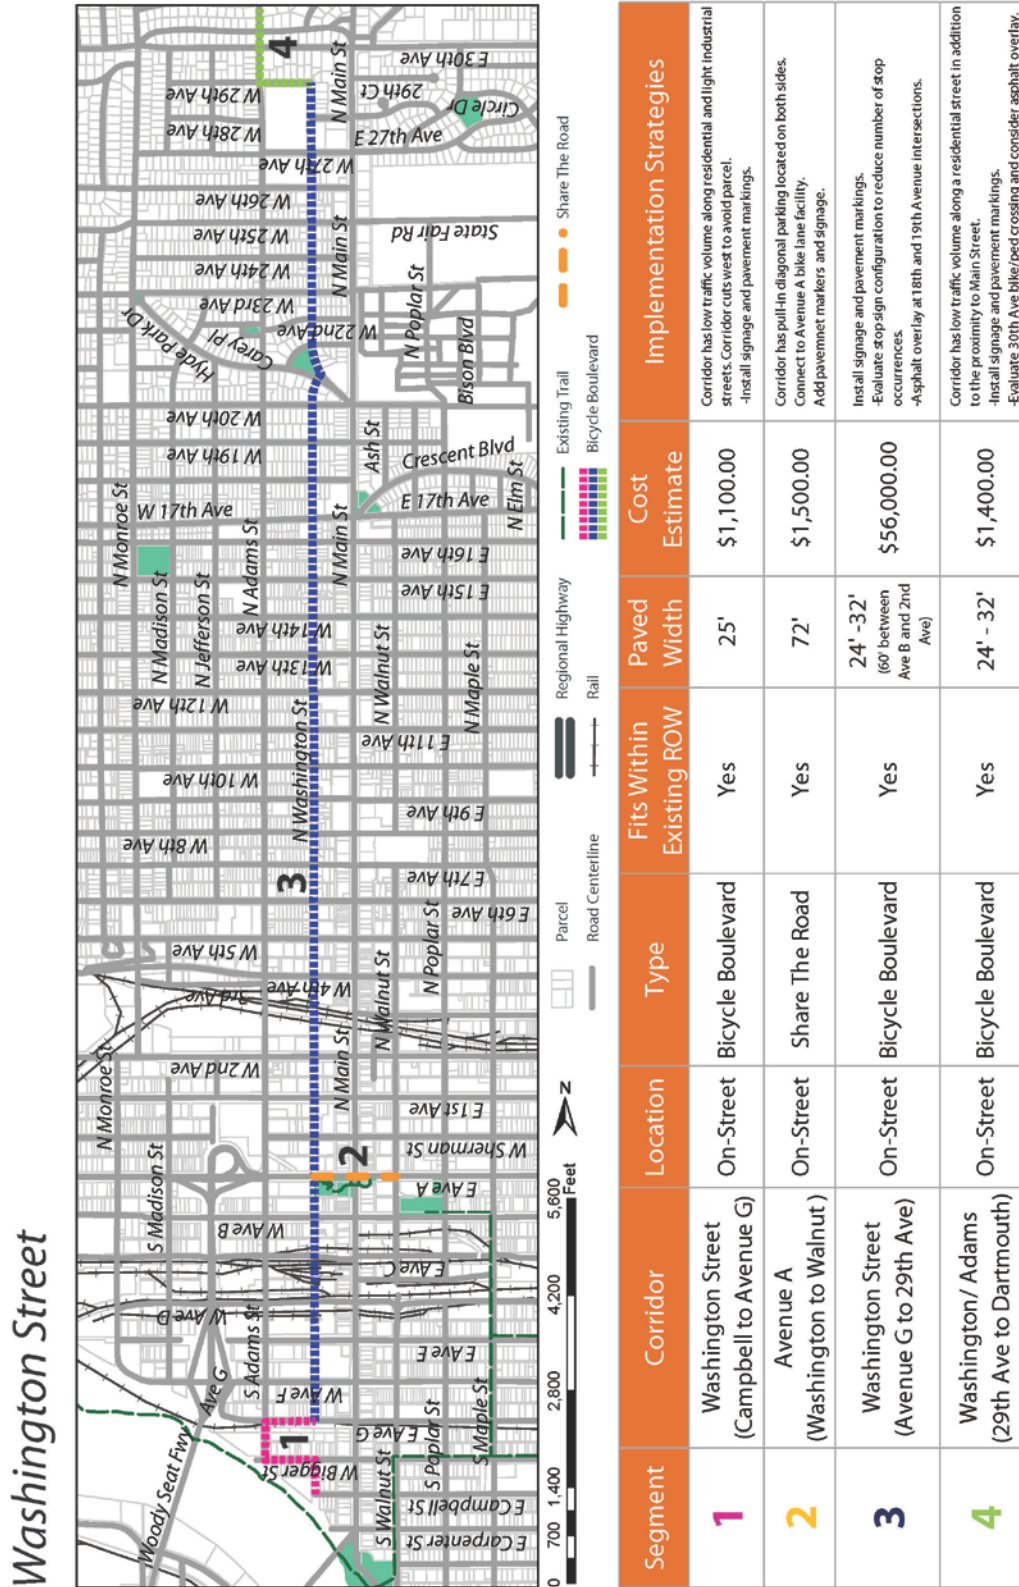 Washington Street
W 29th Ave
W 28th Ave
W 27th Ave
W 26th Ave
W 25th Ave
W 24th Ave
W 23rd Ave
W 22nd Ave
Hyde Park Dr
Carey Pl
W 20th Ave
W 19th Ave
W 17th Ave
N Monroe St
N Madison St
N Jefferson St
N Adams St
W 14th Ave
W 13th Ave
W 12th Ave
N Washington St
W 10th Ave
W 8th Ave
W 5th Ave
W 4th Ave
3rd Ave
W 2nd Ave
N Monroe St
S Madison St
W Ave B
W Ave D
S Adams St
Ave G
W Ave F
Woody Seat Fwy
W Bigger St
4
N Main St
E 30th Ave
29th Ct
Circle Dr
E 27th Ave
N Main St
State Fair Rd
N Poplar St
Bison Blvd
Ash St
Crescent Blvd
E 17th Ave
N Elm St
N Main St
E 16th Ave
E 15th Ave
N Walnut St
N Maple St
E 11th Ave
E 9th Ave
3
E 7th Ave
E 6th Ave
N Poplar St
N Walnut St
N Main St
E 1st Ave
W Sherman St
2
E Ave A
E Ave C
E Ave E
E Ave G
1
S Maple St
S Poplar St
S Walnut St
E Campbell St
E Carpenter St
0 700 1,400 2,800 4,200 5,600
Feet
N
Parcel
Road Centerline
Regional Highway
Rail
Existing Trail
Bicycle Boulevard
Share The Road
Segment Corridor Location Type Fits Within Existing ROW Paved Width Cost Estimate Implementation Strategies
1 Washington Street (Campbell to Avenue G) On-Street Bicycle Boulevard Yes 25' $1,100.00
Corridor has low traffic volume along residential and light industrial
streets. Corridor cuts west to avoid parcel.
-Install signage and pavement markings.
2 Avenue A (Washington to Walnut ) On-Street Share The Road Yes 72' $1,500.00
Corridor has pull-in diagonal parking located on both sides.
Connect to Avenue A bike lane facility.
Add pavemnet markers and signage.
3 Washington Street (Avenue G to 29th Ave) On-Street Bicycle Boulevard Yes 24' -32' (60' between Ave B and 2nd Ave) $56,000.00
Install signage and pavement markings.
-Evaluate stop sign configuration to reduce number of stop
occurrences.
-Asphalt overlay at 18th and 19th Avenue intersections.
4 Washington/ Adams (29th Ave to Dartmouth) On-Street Bicycle Boulevard Yes 24' - 32' $1,400.00
Corridor has low traffic volume along a residential street in addition
to the proximity to Main Street.
-Install signage and pavement markings.
-Evaluate 30th Ave bike/ped crossing and consider asphalt overlay.